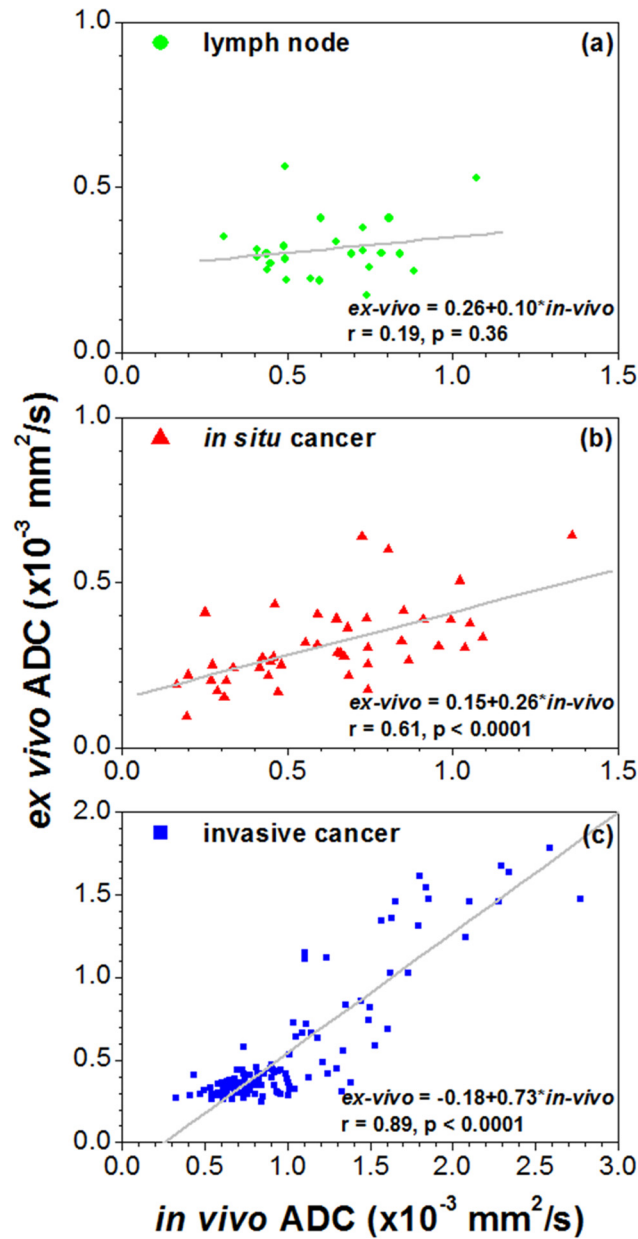 ex vivo ADC (x10⁻³ mm²/s)
lymph node (a)
1.0
0.5
0.0
ex-vivo = 0.26+0.10*in-vivo
r = 0.19, p = 0.36
0.0 0.5 1.0 1.5
in situ cancer (b)
1.0
0.5
0.0
ex-vivo = 0.15+0.26*in-vivo
r = 0.61, p < 0.0001
0.0 0.5 1.0 1.5
invasive cancer (c)
2.0
1.5
1.0
0.5
0.0
ex-vivo = -0.18+0.73*in-vivo
r = 0.89, p < 0.0001
0.0 0.5 1.0 1.5 2.0 2.5 3.0
in vivo ADC (x10⁻³ mm²/s)